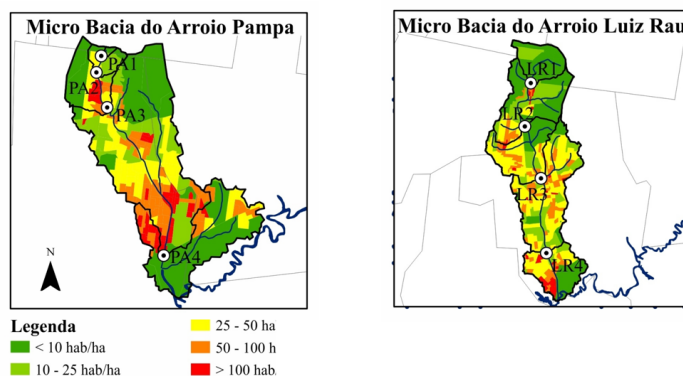 Micro Bacia do Arroio Pampa
PA1
PA2
PA3
PA4
N
Micro Bacia do Arroio Luiz Rau
LR1
LR2
LR3
LR4
Legenda
< 10 hab/ha
10 - 25 hab/ha
25 - 50 ha
50 - 100 h
> 100 hab